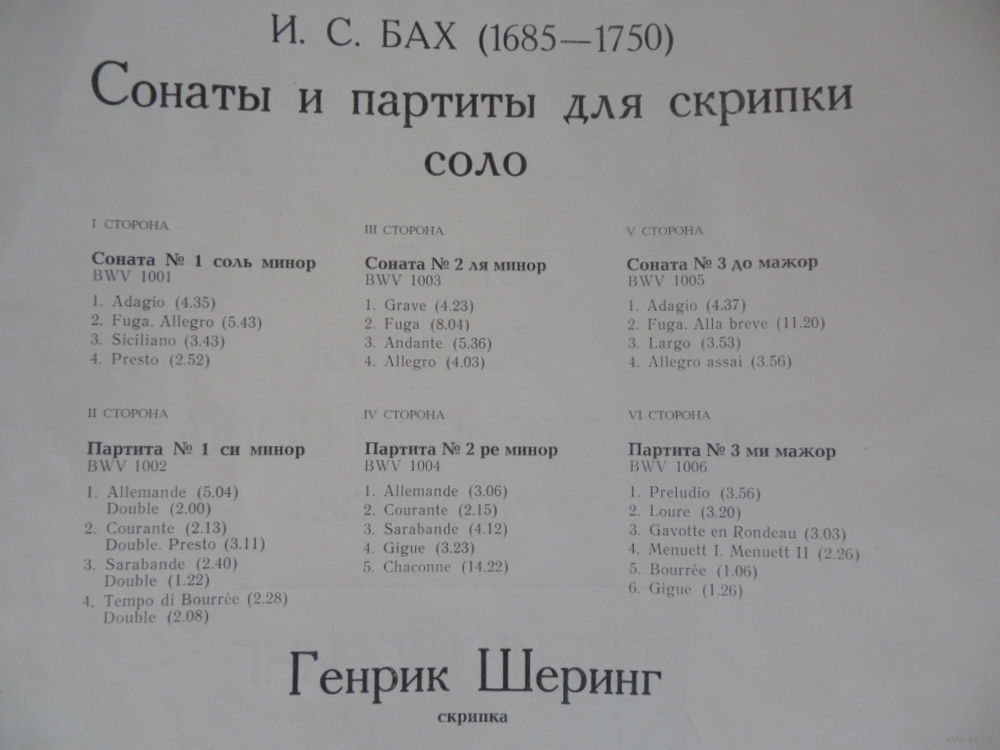 И. С. БАХ (1685—1750)
Сонаты и партиты для скрипки
соло
I СТОРОНА
Соната № 1 соль минор
BWV 1001
1. Adagio (4.35)
2. Fuga. Allegro (5.43)
3. Siciliano (3.43)
4. Presto (2.52)
II СТОРОНА
Партита № 1 си минор
BWV 1002
1. Allemande (5.04)
Double (2.00)
2. Courante (2.13)
Double. Presto (3.11)
3. Sarabande (2.40)
Double (1.22)
4. Tempo di Bourrée (2.28)
Double (2.08)
III СТОРОНА
Соната № 2 ля минор
BWV 1003
1. Grave (4.23)
2. Fuga (8.04)
3. Andante (5.36)
4. Allegro (4.03)
IV СТОРОНА
Партита № 2 ре минор
BWV 1004
1. Allemande (3.06)
2. Courante (2.15)
3. Sarabande (4.12)
4. Gigue (3.23)
5. Chaconne (14.22)
V СТОРОНА
Соната № 3 до мажор
BWV 1005
1. Adagio (4.37)
2. Fuga. Alla breve (11.20)
3. Largo (3.53)
4. Allegro assai (3.56)
VI СТОРОНА
Партита № 3 ми мажор
BWV 1006
1. Preludio (3.56)
2. Loure (3.20)
3. Gavotte en Rondeau (3.03)
4. Menuett I. Menuett II (2.26)
5. Bourrée (1.06)
6. Gigue (1.26)
Генрик Шеринг
скрипка